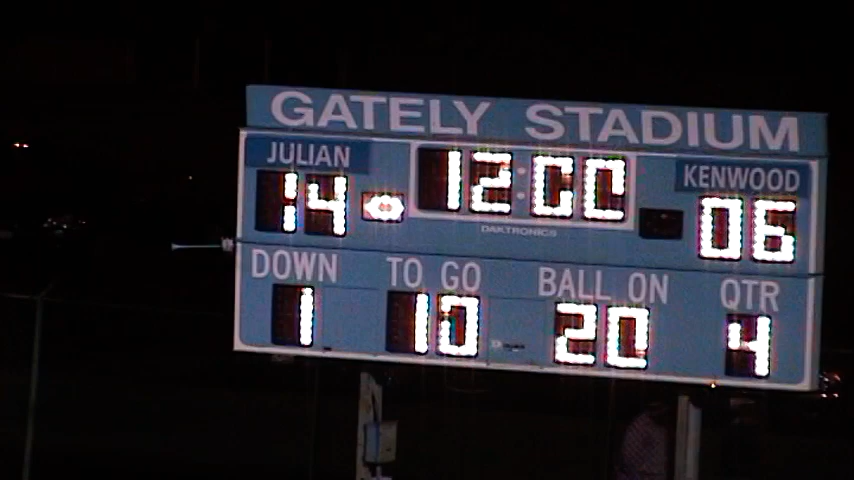 GATELY STADIUM
JULIAN 12:00 KENWOOD
14 06
DAKTRONICS
DOWN TO GO BALL ON QTR
1 10 20 4